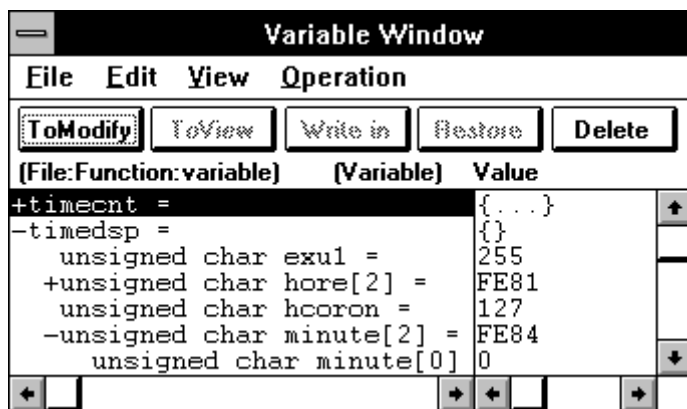 Variable Window
File Edit View Operation
ToModify ToView Write in Restore Delete
(File:Function:variable) (Variable) Value
+timecnt = {...}
-timedsp = {}
unsigned char exu1 = 255
+unsigned char hore[2] = FE81
unsigned char hcoron = 127
-unsigned char minute[2] = FE84
unsigned char minute[0] 0